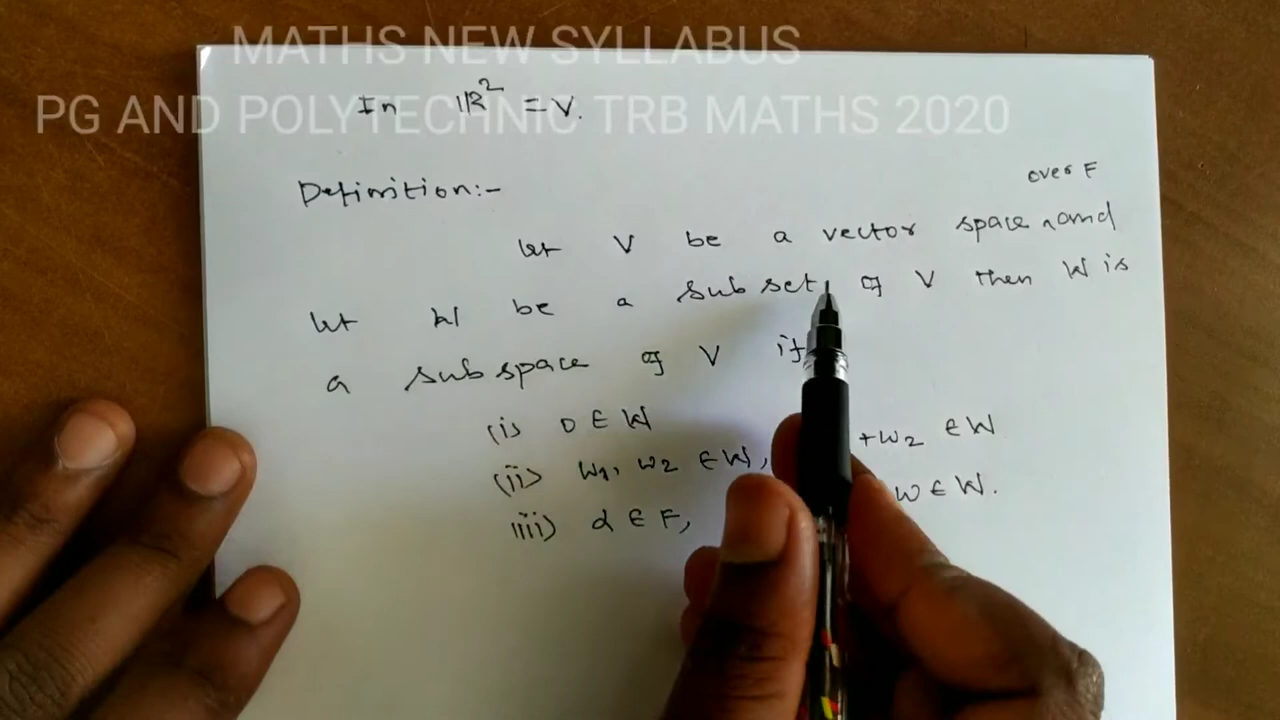 MATHS NEW SYLLABUS
PG AND POLYTECHNIC TRB MATHS 2020
In ℝ² = V.
Definition:-
over F
Let V be a vector space ^ and
let W be a subset of V then W is
a subspace of V if
(i) 0 ∈ W
(ii) w1, w2 ∈ W, +w2 ∈ W
(iii) α ∈ F, w ∈ W.